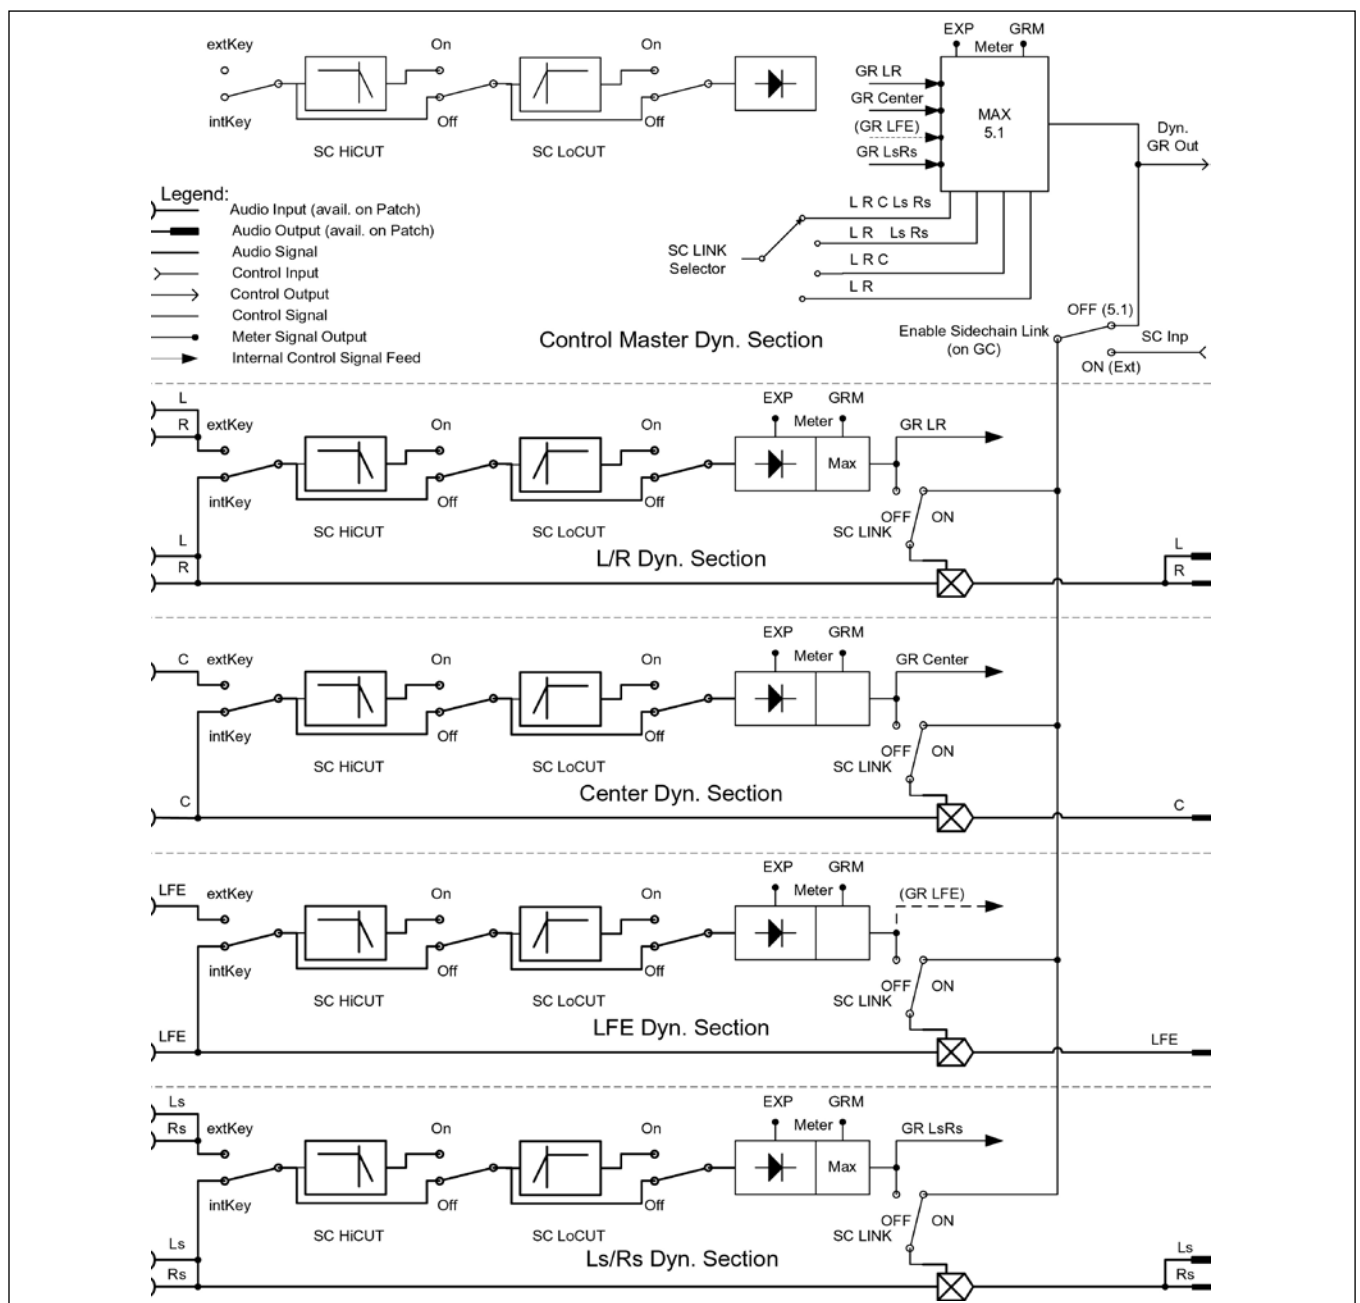 EXP GRM
Meter
extKey On On
GR LR
GR Center
MAX
5.1
(GR LFE)
GR LsRs
Dyn.
GR Out
intKey Off Off
SC HiCUT SC LoCUT
Legend:
Audio Input (avail. on Patch)
Audio Output (avail. on Patch)
Audio Signal
Control Input
Control Output
Control Signal
Meter Signal Output
Internal Control Signal Feed
L R C Ls Rs
L R Ls Rs
L R C
L R
SC LINK
Selector
Control Master Dyn. Section
OFF (5.1)
Enable Sidechain Link
(on GC)
SC Inp
ON (Ext)
L
R
extKey On On
EXP GRM
Meter
GR LR
Max
intKey Off Off
OFF ON
SC LINK
SC HiCUT SC LoCUT
L
R
L/R Dyn. Section
L
R
C
extKey On On
EXP GRM
Meter
GR Center
intKey Off Off
OFF ON
SC LINK
SC HiCUT SC LoCUT
C
Center Dyn. Section
C
LFE
extKey On On
EXP GRM
Meter
(GR LFE)
intKey Off Off
OFF ON
SC LINK
SC HiCUT SC LoCUT
LFE
LFE Dyn. Section
LFE
Ls
Rs
extKey On On
EXP GRM
Meter
GR LsRs
Max
intKey Off Off
OFF ON
SC LINK
SC HiCUT SC LoCUT
Ls
Rs
Ls/Rs Dyn. Section
Ls
Rs